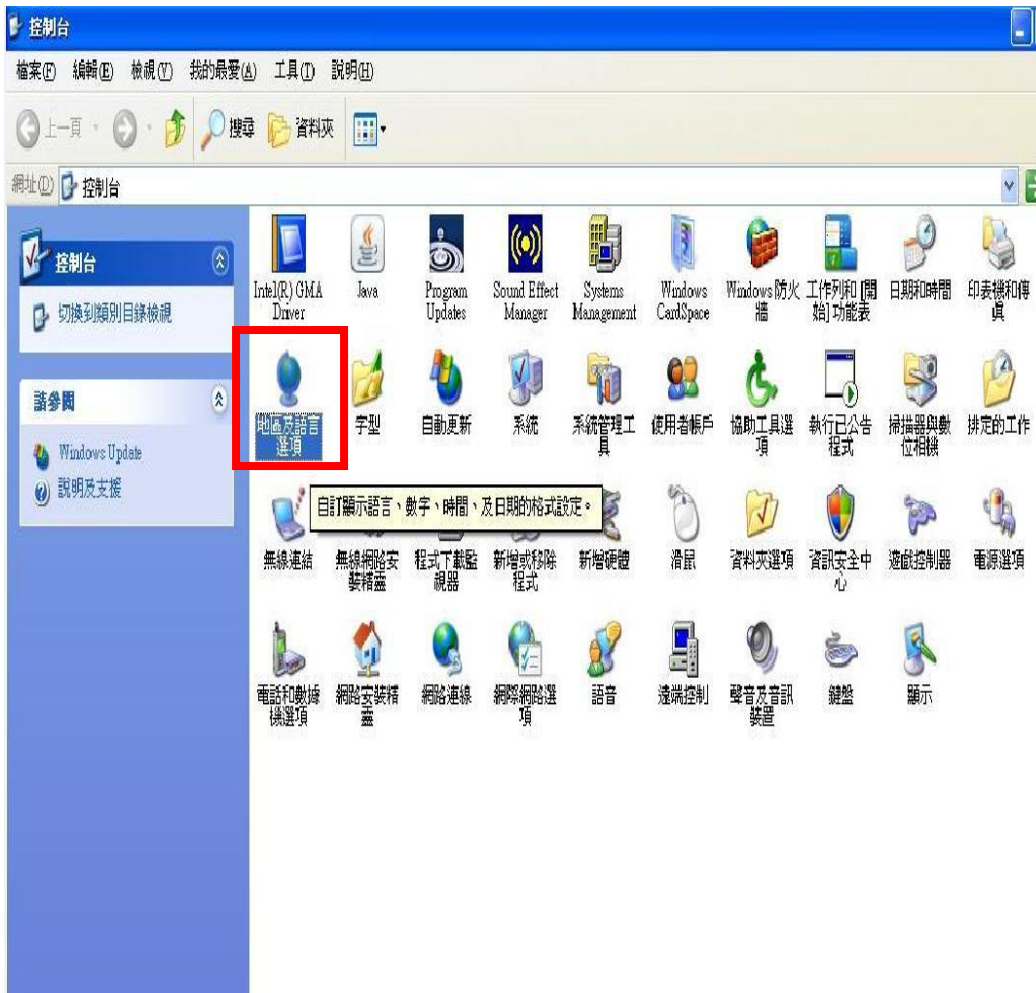 控制台
檔案(F) 編輯(E) 檢視(V) 我的最愛(A) 工具(T) 說明(H)
上一頁 搜尋 資料夾
網址(D) 控制台
控制台
切換到類別目錄檢視
請參閱
Windows Update
說明及支援
Intel(R) GMA
Driver
Java
Program
Updates
Sound Effect
Manager
Systems
Management
Windows
CardSpace
Windows 防火
牆
工作列和 [開
始] 功能表
日期和時間
印表機和傳
真
地區及語言
選項
字型
自動更新
系統
系統管理工
具
使用者帳戶
協助工具選
項
執行已公告
程式
掃描器與數
位相機
排定的工作
自訂顯示語言、數字、時間、及日期的格式設定。
無線連結
無線網路安
裝精靈
程式下載監
視器
新增或移除
程式
新增硬體
滑鼠
資料夾選項
資訊安全中
心
遊戲控制器
電源選項
電話和數據
機選項
網路安裝精
靈
網路連線
網際網路選
項
語音
遠端控制
聲音及音訊
裝置
鍵盤
顯示